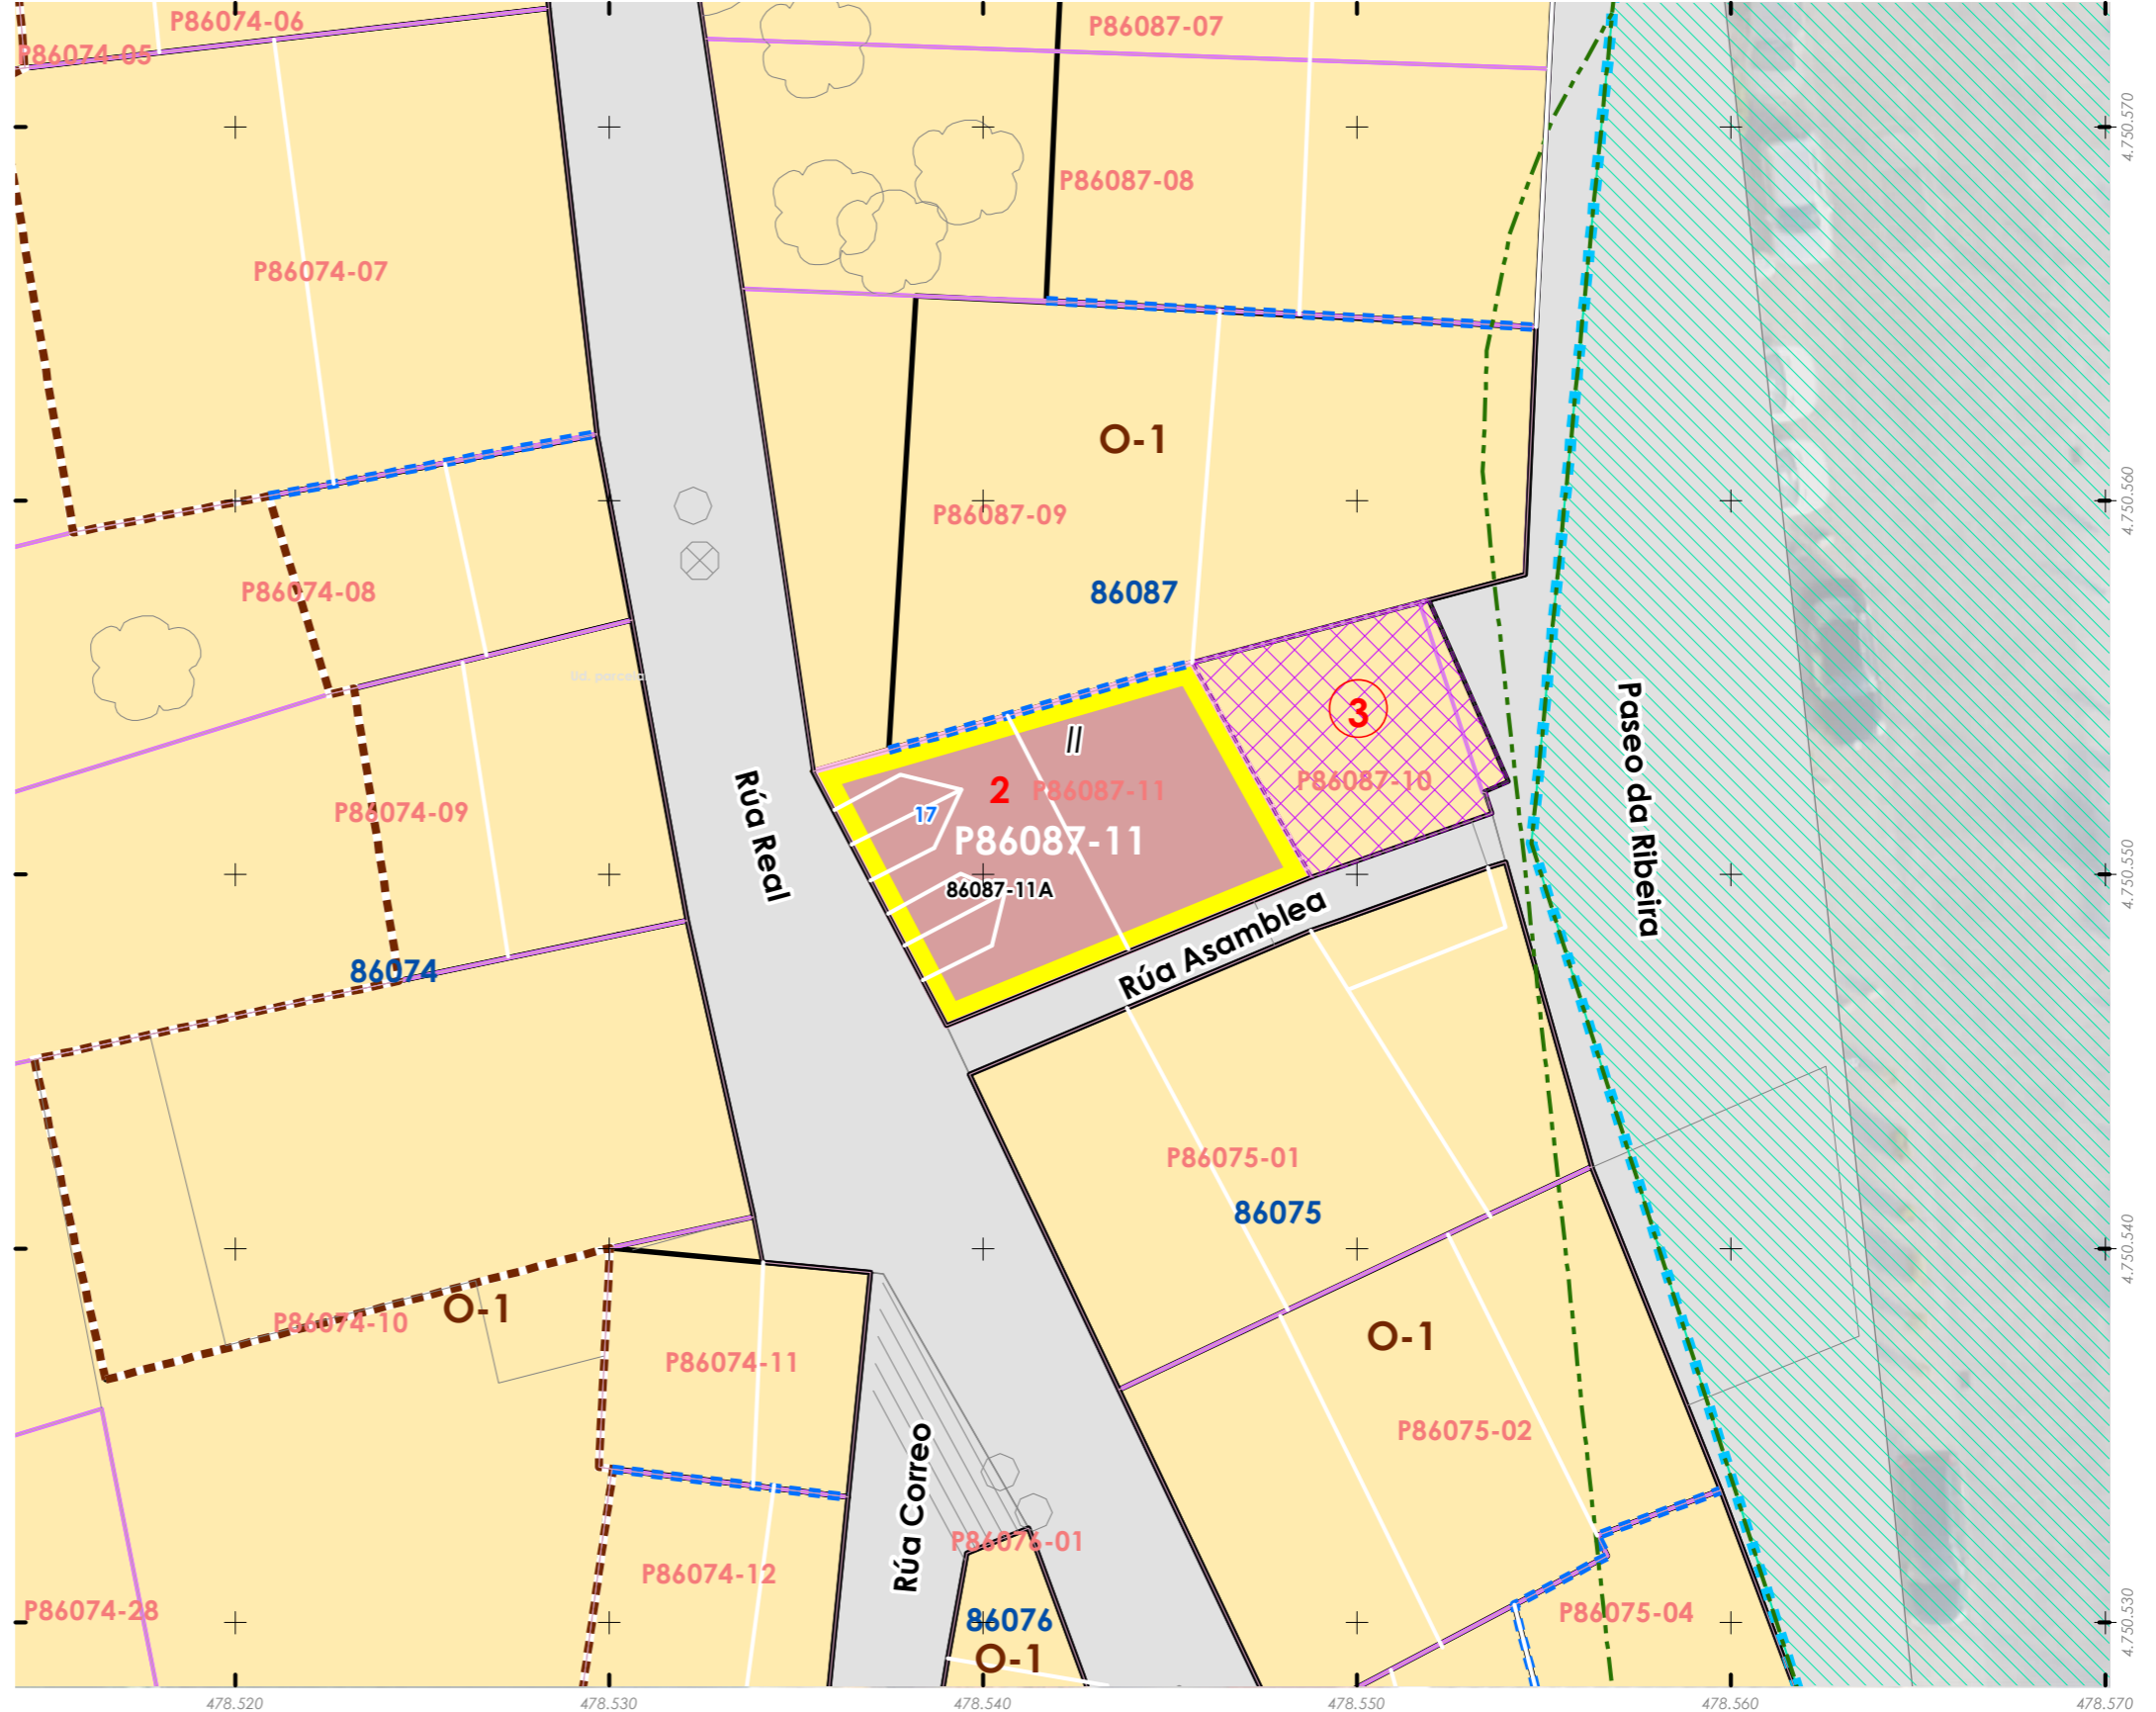 P86074-06
P86087-07
P86074-05
4.750.570
P86087-08
P86074-07
O-1
4.750.560
P86087-09
P86074-08
86087
Ud. parcela
Paseo da Ribeira
3
//
P86087-10
2 P86087-11
17
P86074-09
Rúa Real
P86087-11
4.750.550
86087-11A
Rúa Asamblea
86074
P86075-01
86075
4.750.540
O-1
P86074-10
O-1
P86074-11
P86075-02
Rúa Correo
P86076-01
P86074-12
P86074-28
P86075-04
86076
4.750.530
O-1
478.520
478.530
478.540
478.550
478.560
478.570